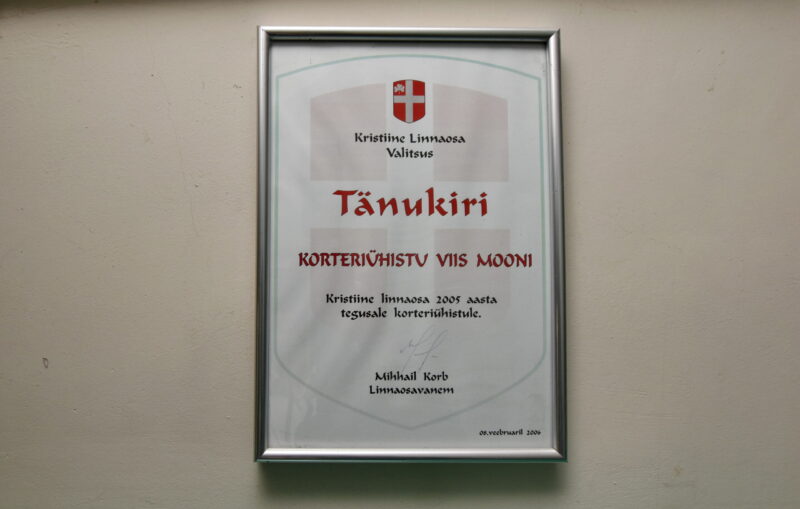 Kristiine Linnaosa
Valitsus
Tänukiri
KORTERIÜHISTU VIIS MOONI
Kristiine linnaosa 2005 aasta
tegusale korteriühistule.
Mihhail Korb
Linnaosavanem
08.veebruaril 2006